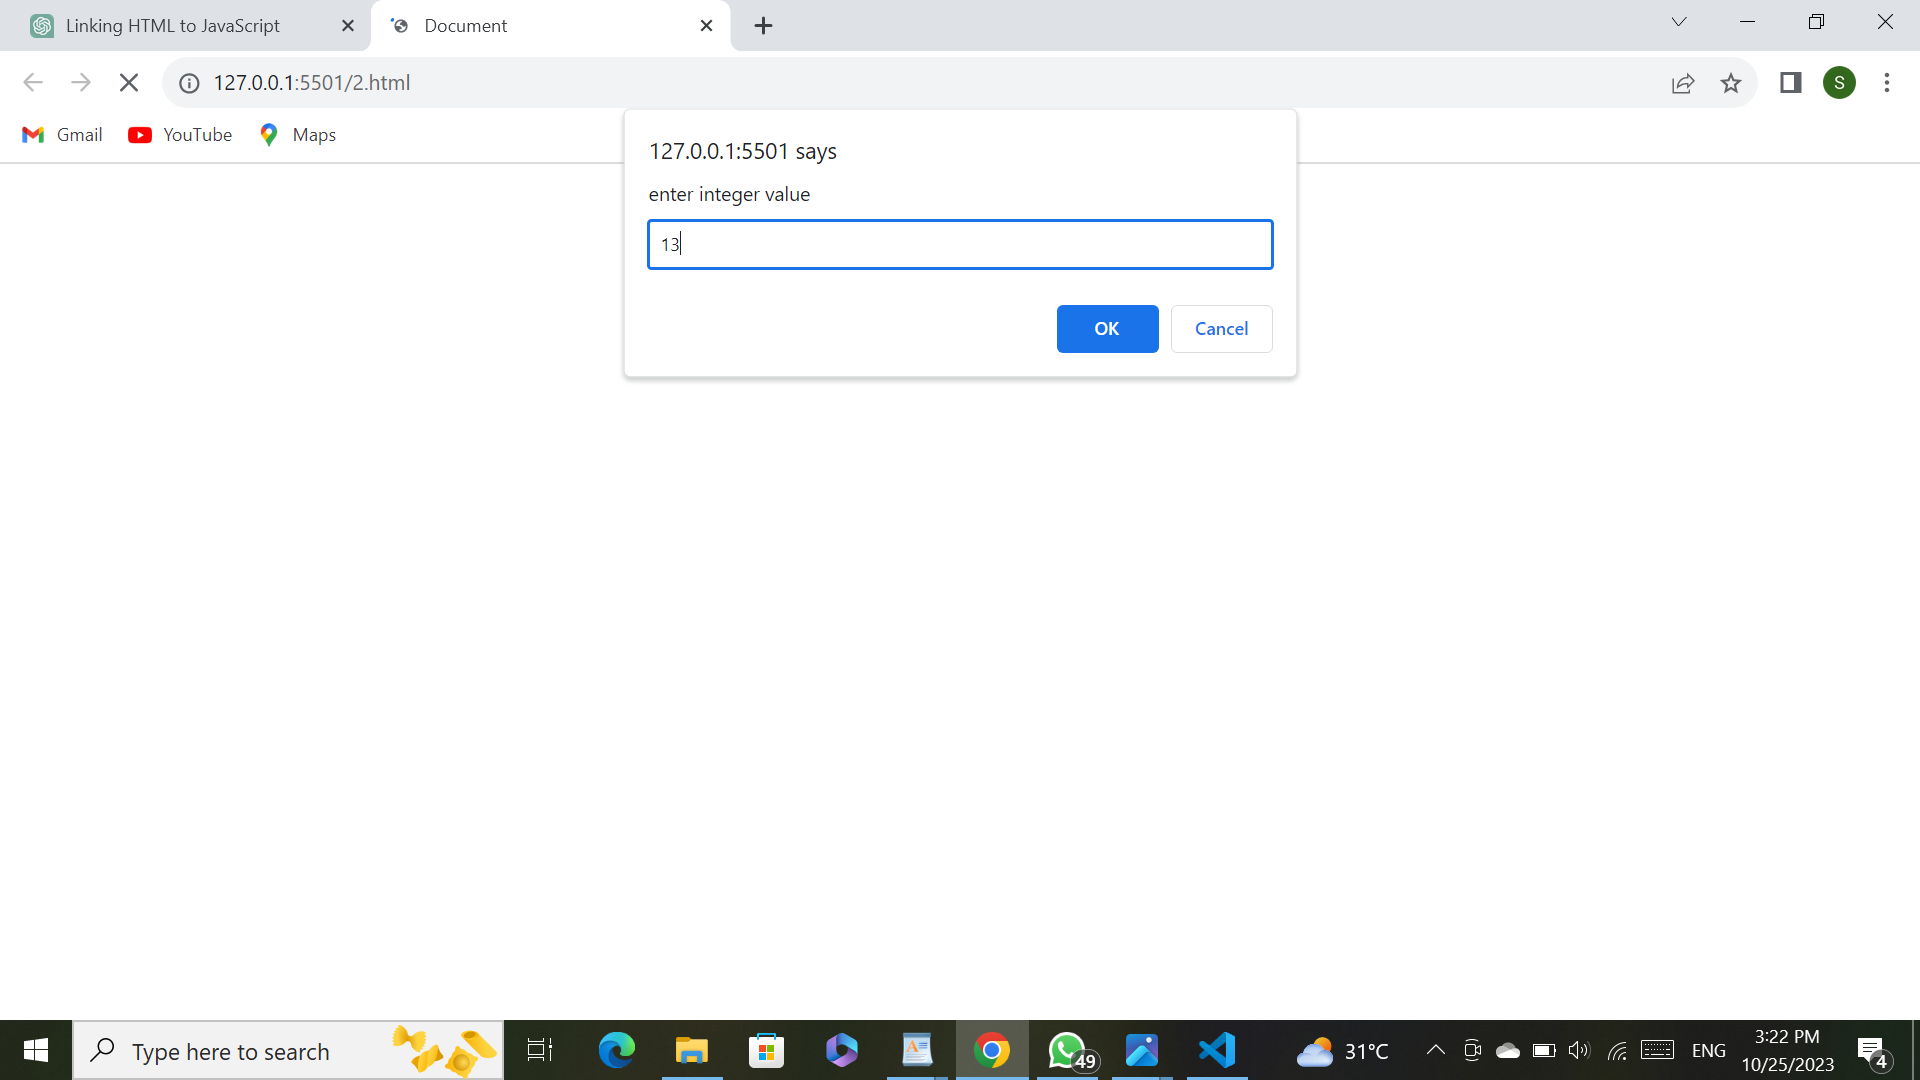 Linking HTML to JavaScript
Document
127.0.0.1:5501/2.html
S
Gmail
YouTube
Maps
127.0.0.1:5501 says
enter integer value
13
OK
Cancel
Type here to search
49
31°C
ENG
3:22 PM
10/25/2023
4